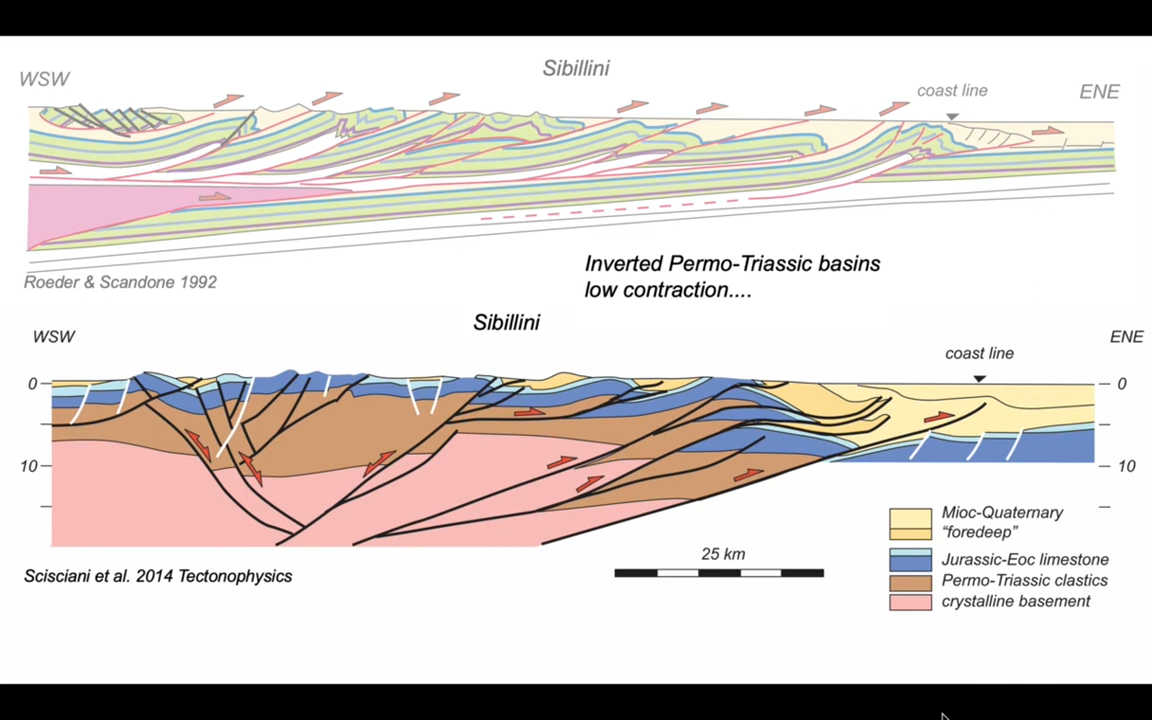 Sibillini
WSW
ENE
coast line
Roeder & Scandone 1992
Inverted Permo-Triassic basins
low contraction....
Sibillini
WSW
ENE
coast line
0
0
10
10
Mioc-Quaternary
“foredeep”
Jurassic-Eoc limestone
Permo-Triassic clastics
crystalline basement
25 km
Scisciani et al. 2014 Tectonophysics